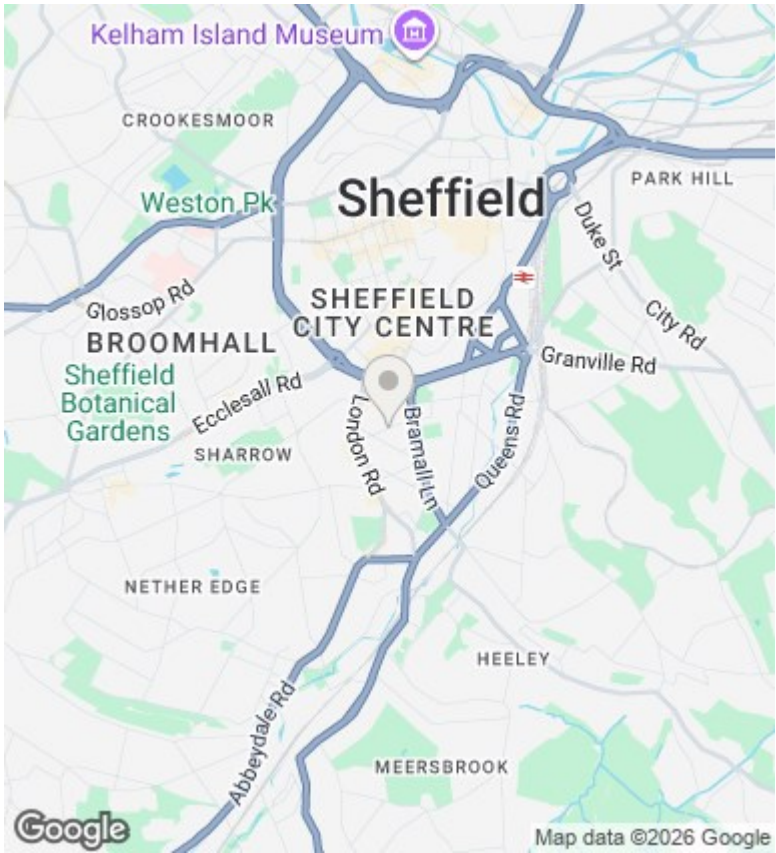 Kelham Island Museum
CROOKESMOOR
Weston Pk
Sheffield
PARK HILL
Duke St
City Rd
Glossop Rd
SHEFFIELD
CITY CENTRE
BROOMHALL
Granville Rd
Sheffield
Botanical
Gardens
Ecclesall Rd
London Rd
Bramall Ln
Queens Rd
SHARROW
NETHER EDGE
HEELEY
Abbeydale Rd
MEERSBROOK
Google
Map data ©2026 Google